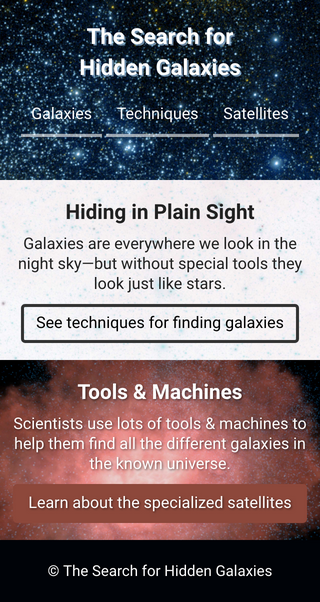 The Search for
Hidden Galaxies
Galaxies Techniques Satellites
Hiding in Plain Sight
Galaxies are everywhere we look in the
night sky—but without special tools they
look just like stars.
See techniques for finding galaxies
Tools & Machines
Scientists use lots of tools & machines to
help them find all the different galaxies in
the known universe.
Learn about the specialized satellites
© The Search for Hidden Galaxies